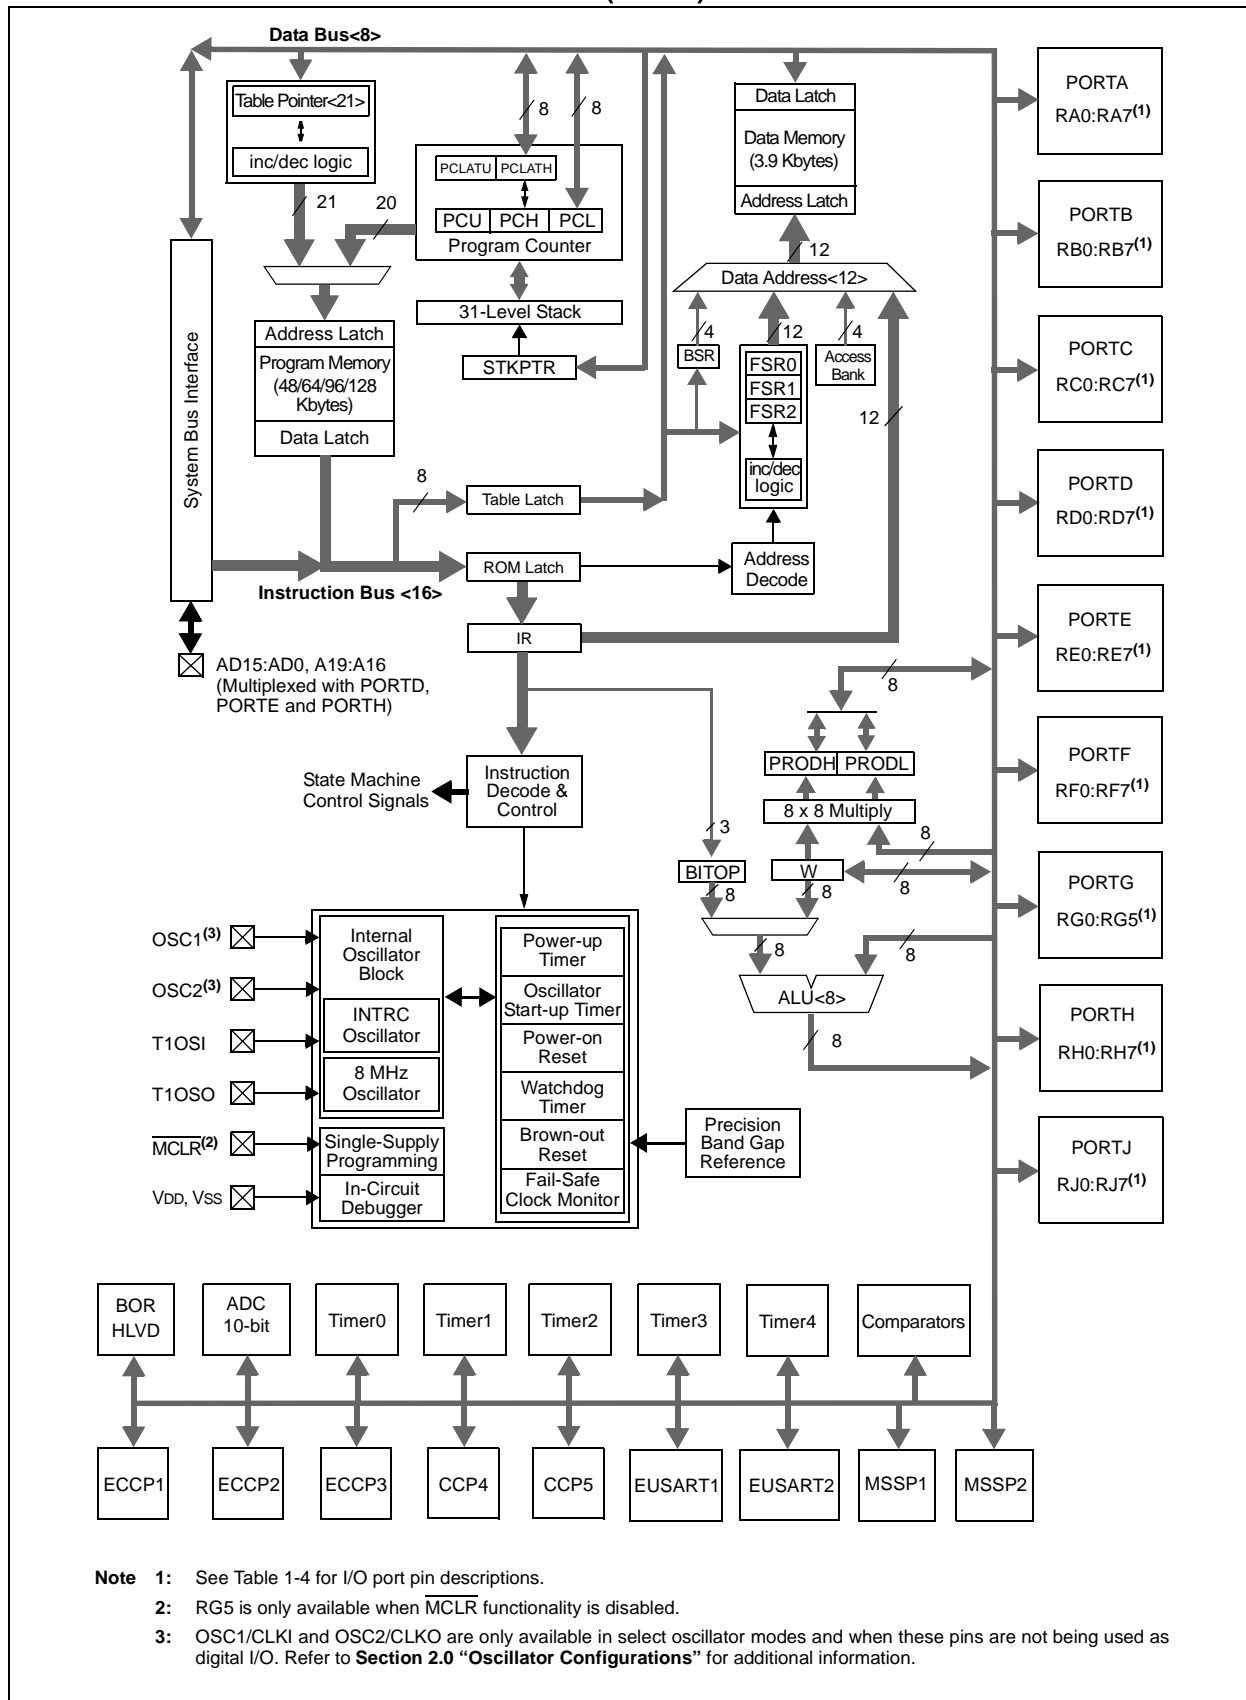 Data Bus<8>
Table Pointer<21>
inc/dec logic
21
20
8
8
PCLATU PCLATH
PCU PCH PCL
Program Counter
31-Level Stack
STKPTR
Data Latch
Data Memory
(3.9 Kbytes)
Address Latch
12
Data Address<12>
4
12
4
BSR
FSR0
FSR1
FSR2
inc/dec
logic
Access
Bank
12
Address
Decode
System Bus Interface
Address Latch
Program Memory
(48/64/96/128
Kbytes)
Data Latch
8
Table Latch
ROM Latch
Instruction Bus <16>
IR
AD15:AD0, A19:A16
(Multiplexed with PORTD,
PORTE and PORTH)
State Machine
Control Signals
Instruction
Decode &
Control
8
PRODH PRODL
8 x 8 Multiply
3
8
BITOP
W
8
8
8
8
8
ALU<8>
8
OSC1(3)
OSC2(3)
T1OSI
T1OSO
MCLR(2)
VDD, VSS
Internal
Oscillator
Block
INTRC
Oscillator
8 MHz
Oscillator
Single-Supply
Programming
In-Circuit
Debugger
Power-up
Timer
Oscillator
Start-up Timer
Power-on
Reset
Watchdog
Timer
Brown-out
Reset
Fail-Safe
Clock Monitor
Precision
Band Gap
Reference
PORTA
RA0:RA7(1)
PORTB
RB0:RB7(1)
PORTC
RC0:RC7(1)
PORTD
RD0:RD7(1)
PORTE
RE0:RE7(1)
PORTF
RF0:RF7(1)
PORTG
RG0:RG5(1)
PORTH
RH0:RH7(1)
PORTJ
RJ0:RJ7(1)
BOR
HLVD
ADC
10-bit
Timer0
Timer1
Timer2
Timer3
Timer4
Comparators
ECCP1
ECCP2
ECCP3
CCP4
CCP5
EUSART1
EUSART2
MSSP1
MSSP2
Note 1: See Table 1-4 for I/O port pin descriptions.
2: RG5 is only available when MCLR functionality is disabled.
3: OSC1/CLKI and OSC2/CLKO are only available in select oscillator modes and when these pins are not being used as
digital I/O. Refer to Section 2.0 “Oscillator Configurations” for additional information.